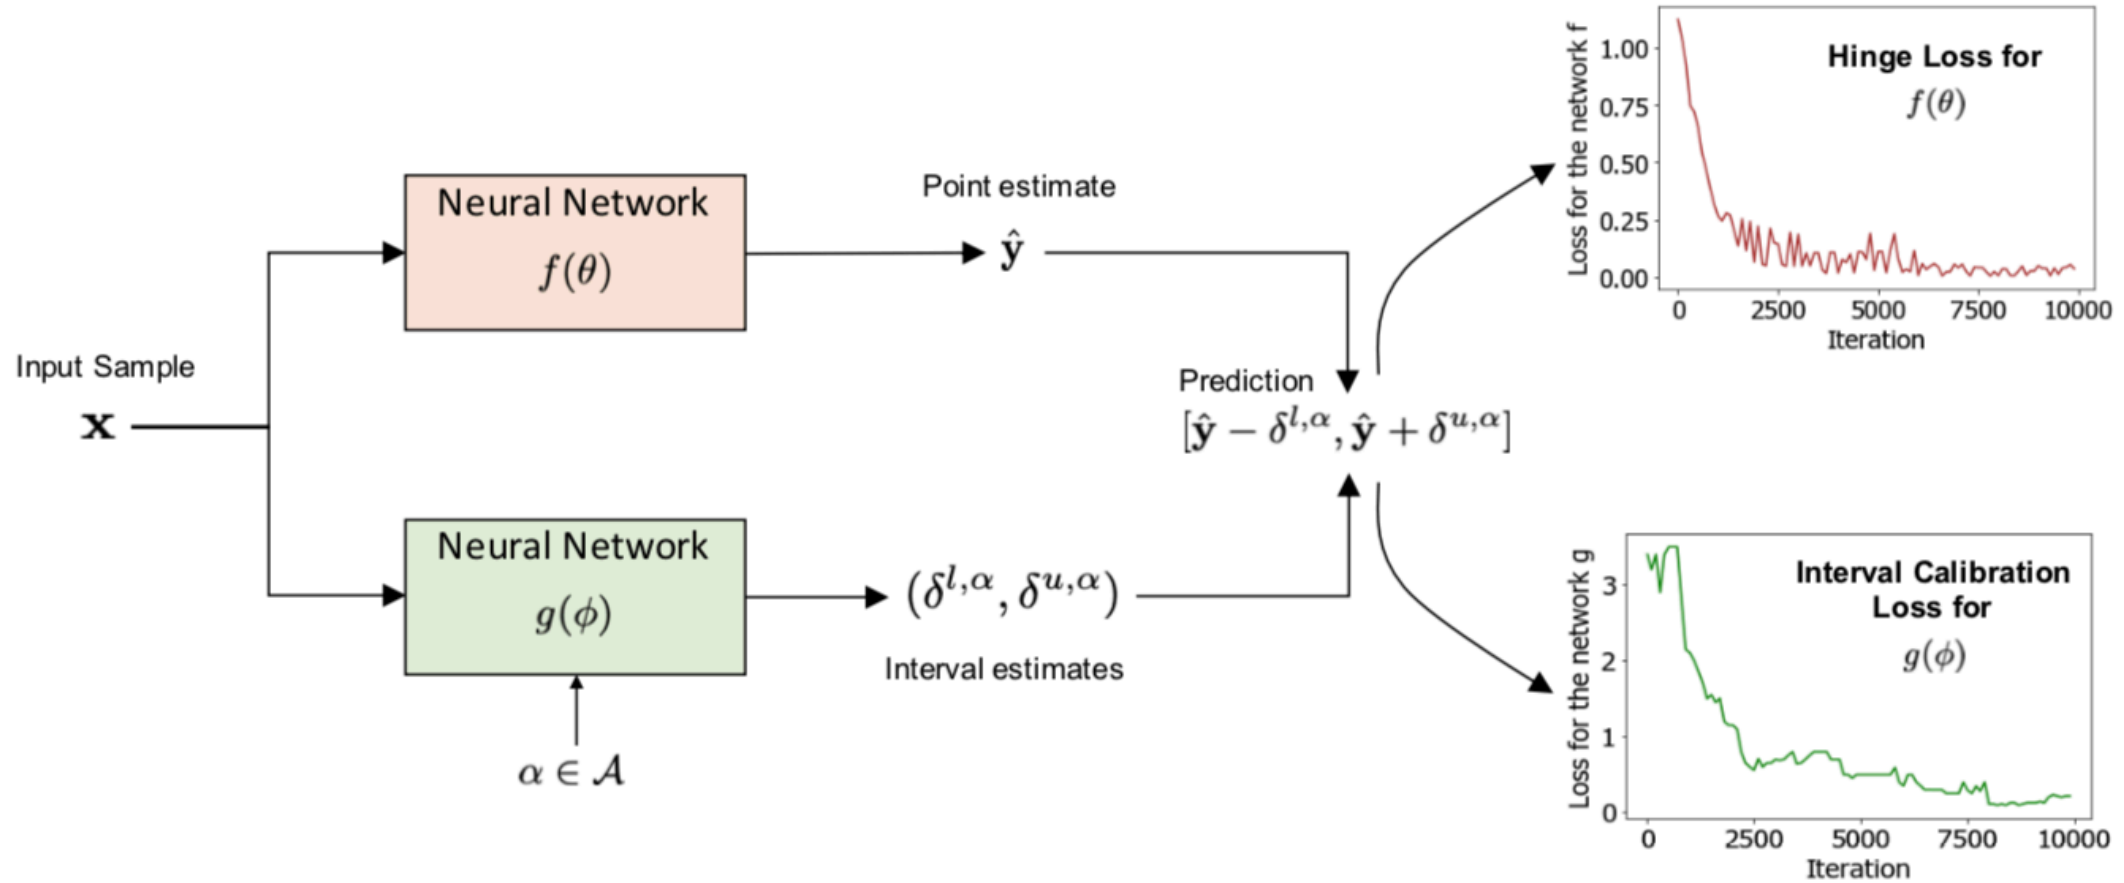 Input Sample
x
Neural Network
f(θ)
Neural Network
g(ϕ)
α ∈ 𝒜
Point estimate
ŷ
(δ^{l,α}, δ^{u,α})
Interval estimates
Prediction
[ŷ − δ^{l,α}, ŷ + δ^{u,α}]
Loss for the network f
1.00
0.75
0.50
0.25
0.00
Hinge Loss for
f(θ)
0 2500 5000 7500 10000
Iteration
Loss for the network g
3
2
1
0
Interval Calibration
Loss for
g(ϕ)
0 2500 5000 7500 10000
Iteration